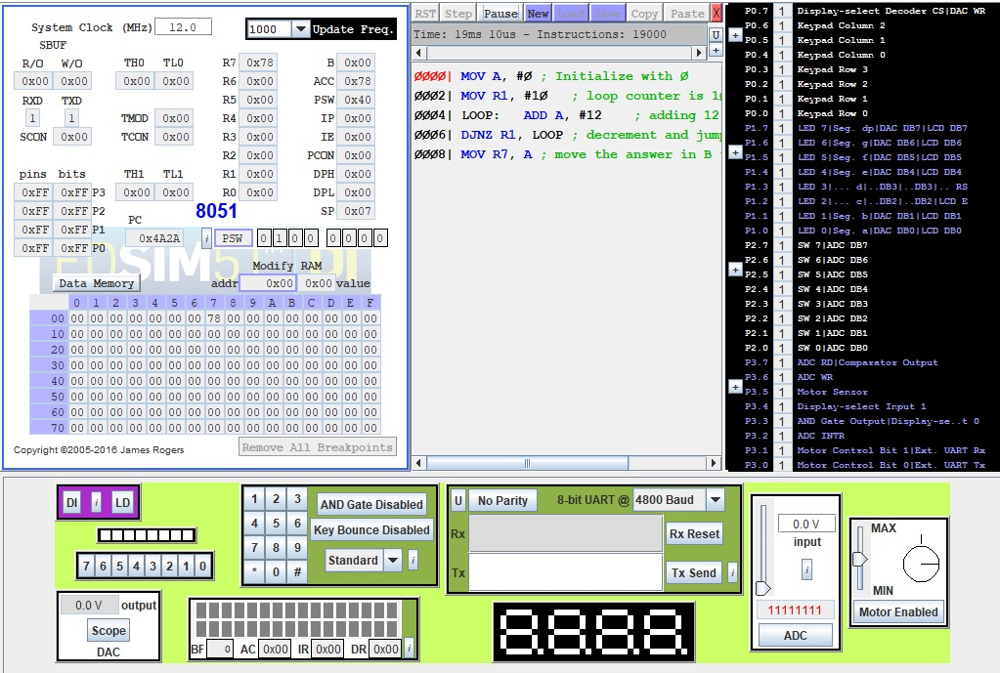 System Clock (MHz) 12.0 1000 Update Freq.
SBUF
R/O W/O TH0 TL0 R7 0x78 B 0x00
0x00 0x00 0x00 0x00 R6 0x00 ACC 0x78
RXD TXD R5 0x00 PSW 0x40
1 1 TMOD 0x00 R4 0x00 IP 0x00
SCON 0x00 TCON 0x00 R3 0x00 IE 0x00
R2 0x00 PCON 0x00
pins bits TH1 TL1 R1 0x00 DPH 0x00
0xFF 0xFF P3 0x00 0x00 R0 0x00 DPL 0x00
0xFF 0xFF P2 8051 SP 0x07
0xFF 0xFF P1 PC
0xFF 0xFF P0 0x4A2A i PSW 0 1 0 0 0 0 0 0
EDSIM51 DI
Modify RAM
Data Memory addr 0x00 0x00 value
0 1 2 3 4 5 6 7 8 9 A B C D E F
00 00 00 00 00 00 00 00 78 00 00 00 00 00 00 00 00
10 00 00 00 00 00 00 00 00 00 00 00 00 00 00 00 00
20 00 00 00 00 00 00 00 00 00 00 00 00 00 00 00 00
30 00 00 00 00 00 00 00 00 00 00 00 00 00 00 00 00
40 00 00 00 00 00 00 00 00 00 00 00 00 00 00 00 00
50 00 00 00 00 00 00 00 00 00 00 00 00 00 00 00 00
60 00 00 00 00 00 00 00 00 00 00 00 00 00 00 00 00
70 00 00 00 00 00 00 00 00 00 00 00 00 00 00 00 00
Copyright ©2005-2016 James Rogers Remove All Breakpoints
RST Step Pause New Load Save Copy Paste X
Time: 19ms 10us - Instructions: 19000 U
+
0000| MOV A, #0 ; Initialize with 0
0002| MOV R1, #10 ; loop counter is 10
0004| LOOP: ADD A, #12 ; adding 12
0006| DJNZ R1, LOOP ; decrement and jump
0008| MOV R7, A ; move the answer in B
P0.7 1 Display-select Decoder CS|DAC WR
P0.6 1 Keypad Column 2
+ P0.5 1 Keypad Column 1
P0.4 1 Keypad Column 0
P0.3 1 Keypad Row 3
P0.2 1 Keypad Row 2
P0.1 1 Keypad Row 1
P0.0 1 Keypad Row 0
P1.7 1 LED 7|Seg. dp|DAC DB7|LCD DB7
P1.6 1 LED 6|Seg. g|DAC DB6|LCD DB6
+ P1.5 1 LED 5|Seg. f|DAC DB5|LCD DB5
P1.4 1 LED 4|Seg. e|DAC DB4|LCD DB4
P1.3 1 LED 3|... d|..DB3|..DB3|.. RS
P1.2 1 LED 2|... c|..DB2|..DB2|LCD E
P1.1 1 LED 1|Seg. b|DAC DB1|LCD DB1
P1.0 1 LED 0|Seg. a|DAC DB0|LCD DB0
P2.7 1 SW 7|ADC DB7
P2.6 1 SW 6|ADC DB6
+ P2.5 1 SW 5|ADC DB5
P2.4 1 SW 4|ADC DB4
P2.3 1 SW 3|ADC DB3
P2.2 1 SW 2|ADC DB2
P2.1 1 SW 1|ADC DB1
P2.0 1 SW 0|ADC DB0
P3.7 1 ADC RD|Comparator Output
P3.6 1 ADC WR
+ P3.5 1 Motor Sensor
P3.4 1 Display-select Input 1
P3.3 1 AND Gate Output|Display-se..t 0
P3.2 1 ADC INTR
P3.1 1 Motor Control Bit 1|Ext. UART Rx
P3.0 1 Motor Control Bit 0|Ext. UART Tx
DI i LD
7 6 5 4 3 2 1 0
0.0 V output
Scope
DAC
1 2 3 AND Gate Disabled
4 5 6 Key Bounce Disabled
7 8 9 Standard i
* 0 #
BF 0 AC 0x00 IR 0x00 DR 0x00 i
U No Parity 8-bit UART @ 4800 Baud
Rx Rx Reset
Tx Tx Send i
8.8.8.8.
0.0 V
input
i
11111111
ADC
MAX
MIN
Motor Enabled